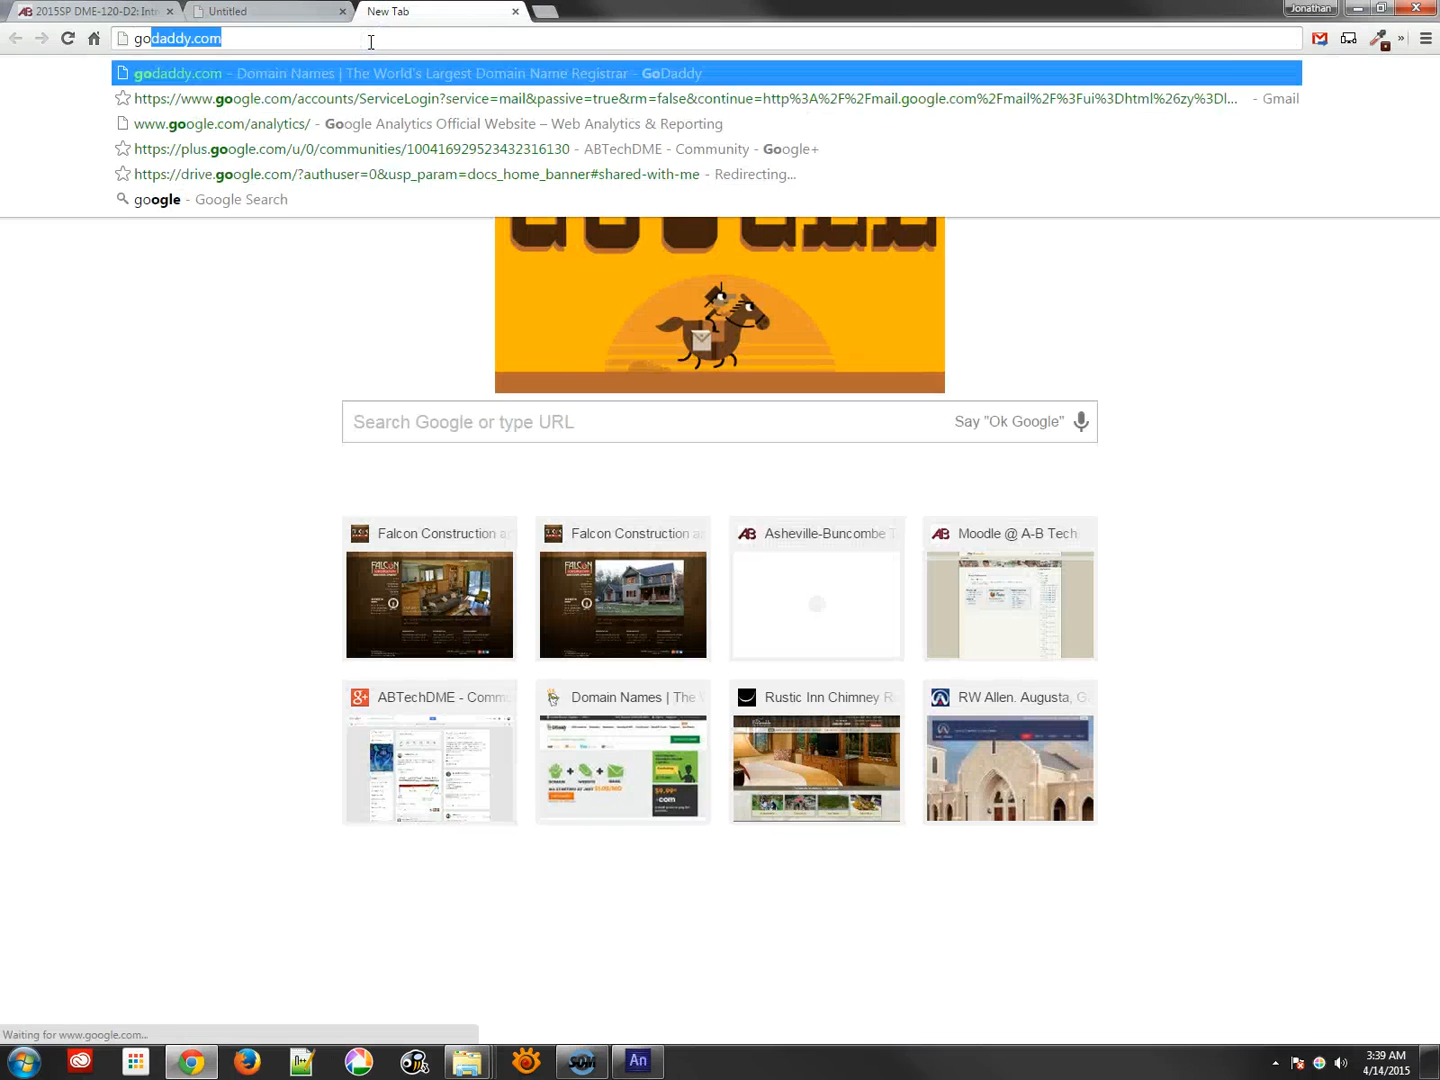 2015SP DME-120-D2: Intr
Untitled
New Tab
Jonathan
godaddy.com
godaddy.com - Domain Names | The World's Largest Domain Name Registrar - GoDaddy
https://www.google.com/accounts/ServiceLogin?service=mail&passive=true&rm=false&continue=http%3A%2F%2Fmail.google.com%2Fmail%2F%3Fui%3Dhtml%26zy%3Dl... - Gmail
www.google.com/analytics/ - Google Analytics Official Website – Web Analytics & Reporting
https://plus.google.com/u/0/communities/100416929523432316130 - ABTechDME - Community - Google+
https://drive.google.com/?authuser=0&usp_param=docs_home_banner#shared-with-me - Redirecting...
google - Google Search
Search Google or type URL
Say "Ok Google"
Falcon Construction a
Falcon Construction a
Asheville-Buncombe T
Moodle @ A-B Tech
FALCON
FALCON
ABTechDME - Comm
Domain Names | The
Rustic Inn Chimney R
RW Allen. Augusta, G
Waiting for www.google.com...
An
3:39 AM
4/14/2015